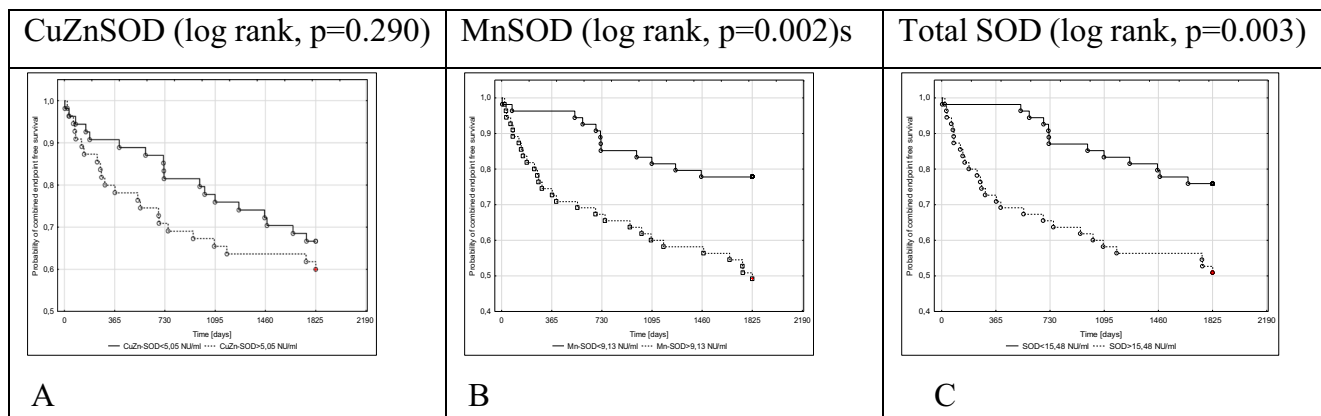 CuZnSOD (log rank, p=0.290)
MnSOD (log rank, p=0.002)s
Total SOD (log rank, p=0.003)
Probability of combined endpoint free survival
1,0
0,9
0,8
0,7
0,6
0,5
0 365 730 1095 1460 1825 2190
Time [days]
CuZn-SOD<5,05 NU/ml CuZn-SOD>5,05 NU/ml
A
Probability of combined endpoint free survival
1,0
0,9
0,8
0,7
0,6
0,5
0,4
0 365 730 1095 1460 1825 2190
Time [days]
Mn-SOD<9,13 NU/ml Mn-SOD>9,13 NU/ml
B
Probability of combined endpoint free survival
1,0
0,9
0,8
0,7
0,6
0,5
0,4
0 365 730 1095 1460 1825 2190
Time [days]
SOD<15,48 NU/ml SOD>15,48 NU/ml
C